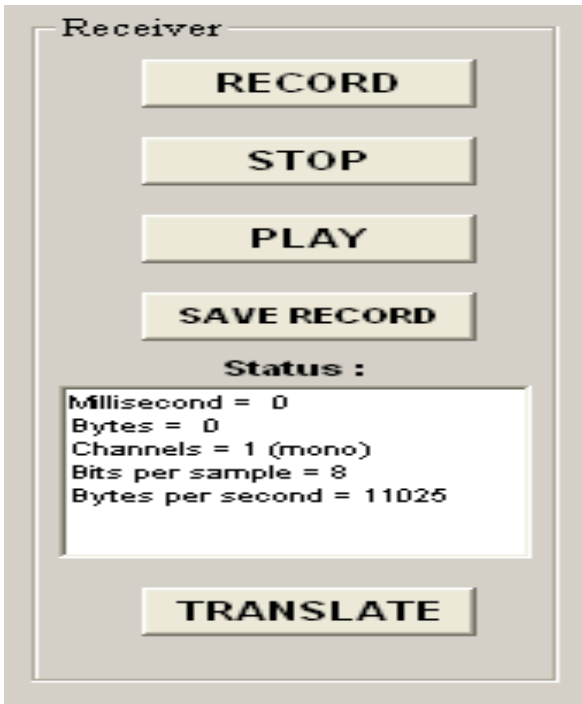 Receiver
RECORD
STOP
PLAY
SAVE RECORD
Status :
Millisecond = 0
Bytes = 0
Channels = 1 (mono)
Bits per sample = 8
Bytes per second = 11025
TRANSLATE